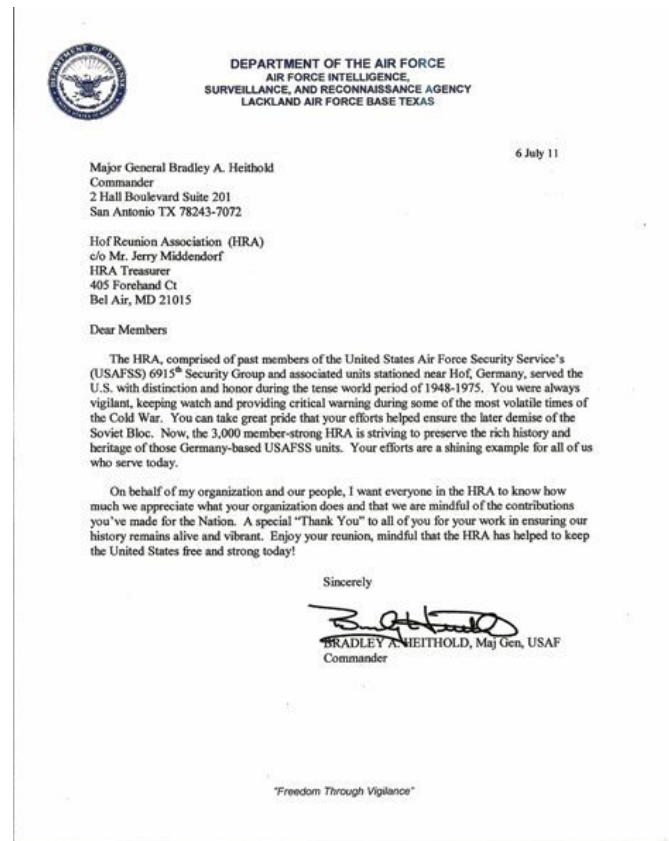 DEPARTMENT OF THE AIR FORCE
AIR FORCE INTELLIGENCE,
SURVEILLANCE, AND RECONNAISSANCE AGENCY
LACKLAND AIR FORCE BASE TEXAS
6 July 11
Major General Bradley A. Heithold
Commander
2 Hall Boulevard Suite 201
San Antonio TX 78243-7072
Hof Reunion Association (HRA)
c/o Mr. Jerry Middendorf
HRA Treasurer
405 Forehand Ct
Bel Air, MD 21015
Dear Members
The HRA, comprised of past members of the United States Air Force Security Service's
(USAFSS) 6915th Security Group and associated units stationed near Hof, Germany, served the
U.S. with distinction and honor during the tense world period of 1948-1975. You were always
vigilant, keeping watch and providing critical warning during some of the most volatile times of
the Cold War. You can take great pride that your efforts helped ensure the later demise of the
Soviet Bloc. Now, the 3,000 member-strong HRA is striving to preserve the rich history and
heritage of those Germany-based USAFSS units. Your efforts are a shining example for all of us
who serve today.
On behalf of my organization and our people, I want everyone in the HRA to know how
much we appreciate what your organization does and that we are mindful of the contributions
you've made for the Nation. A special "Thank You" to all of you for your work in ensuring our
history remains alive and vibrant. Enjoy your reunion, mindful that the HRA has helped to keep
the United States free and strong today!
Sincerely
BRADLEY A. HEITHOLD, Maj Gen, USAF
Commander
"Freedom Through Vigilance"